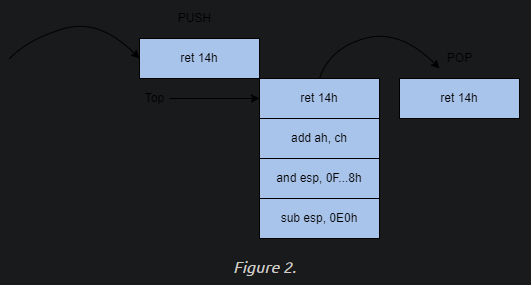 PUSH
ret 14h
POP
Top
ret 14h
ret 14h
add ah, ch
and esp, 0F...8h
sub esp, 0E0h
Figure 2.